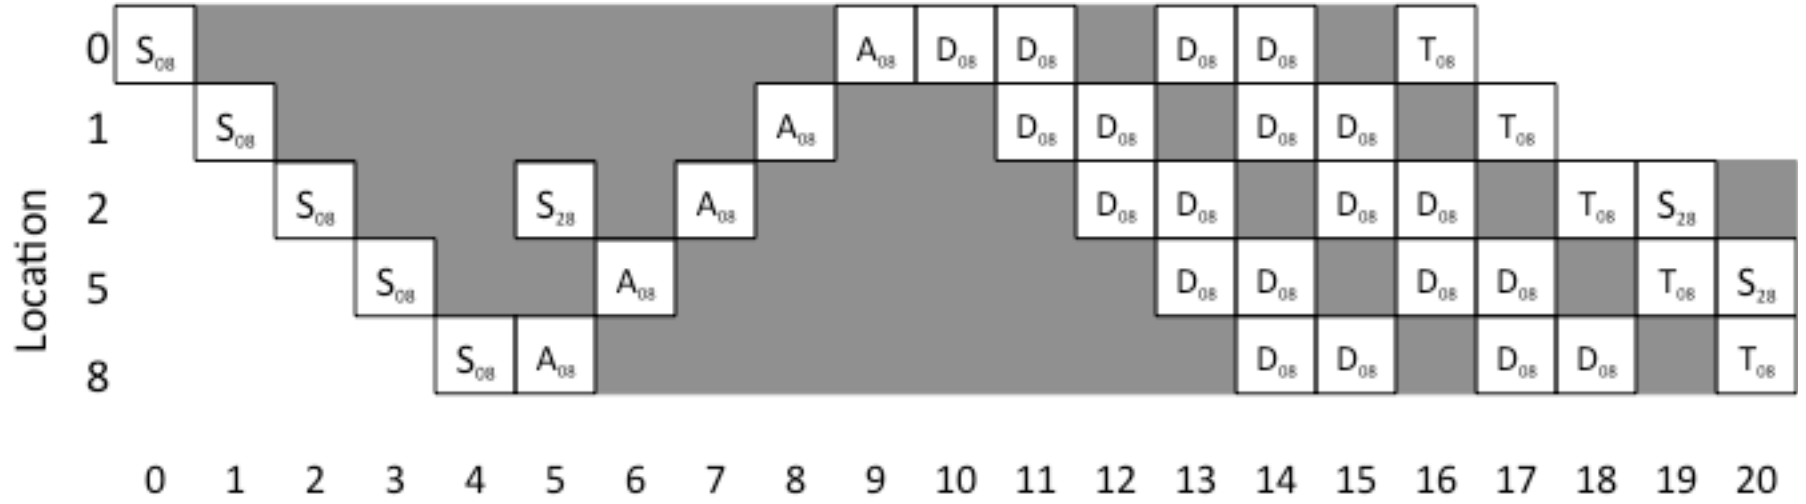 0 S08 A08 D08 D08 D08 D08 T08
1 S08 A08 D08 D08 D08 D08 T08
2 S08 S28 A08 D08 D08 D08 D08 T08 S28
5 S08 A08 D08 D08 D08 D08 T08 S28
8 S08 A08 D08 D08 D08 D08 T08
Location
0 1 2 3 4 5 6 7 8 9 10 11 12 13 14 15 16 17 18 19 20